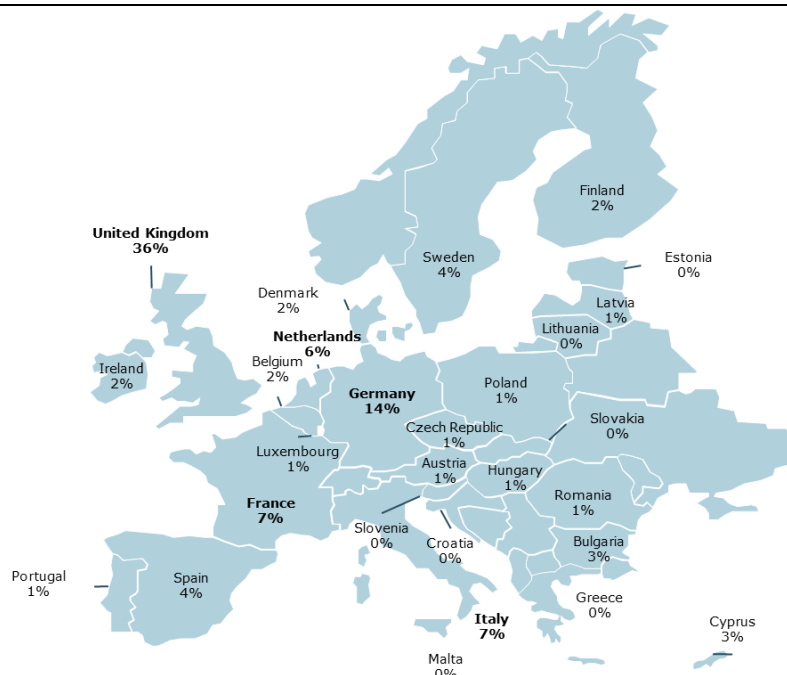 Finland
2%
United Kingdom
36%
Sweden
4%
Estonia
0%
Denmark
2%
Latvia
1%
Lithuania
0%
Netherlands
6%
Ireland
2%
Belgium
2%
Germany
14%
Poland
1%
Czech Republic
1%
Slovakia
0%
Luxembourg
1%
Austria
1%
Hungary
1%
France
7%
Romania
1%
Slovenia
0%
Croatia
0%
Bulgaria
3%
Portugal
1%
Spain
4%
Greece
0%
Italy
7%
Cyprus
3%
Malta
0%